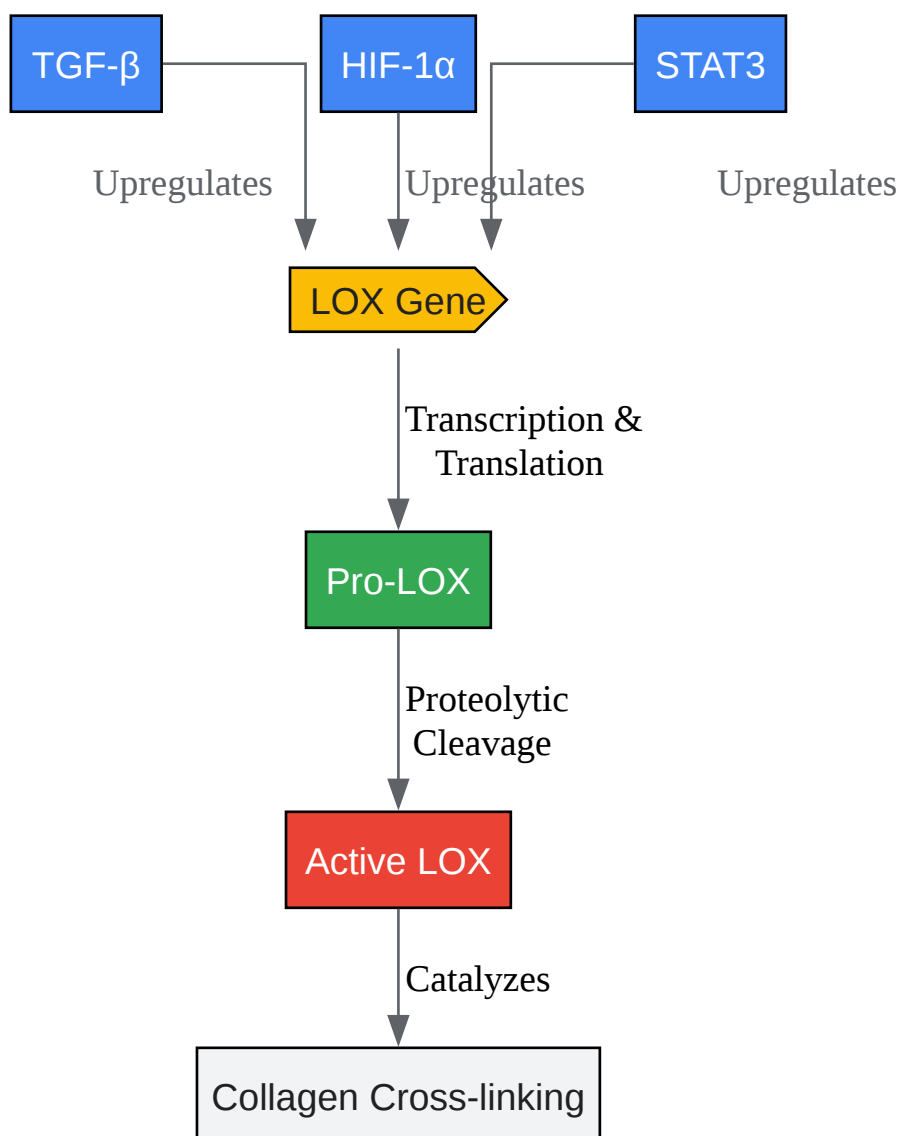 TGF-β
HIF-1α
STAT3
Upregulates
Upregulates
Upregulates
LOX Gene
Transcription &
Translation
Pro-LOX
Proteolytic
Cleavage
Active LOX
Catalyzes
Collagen Cross-linking